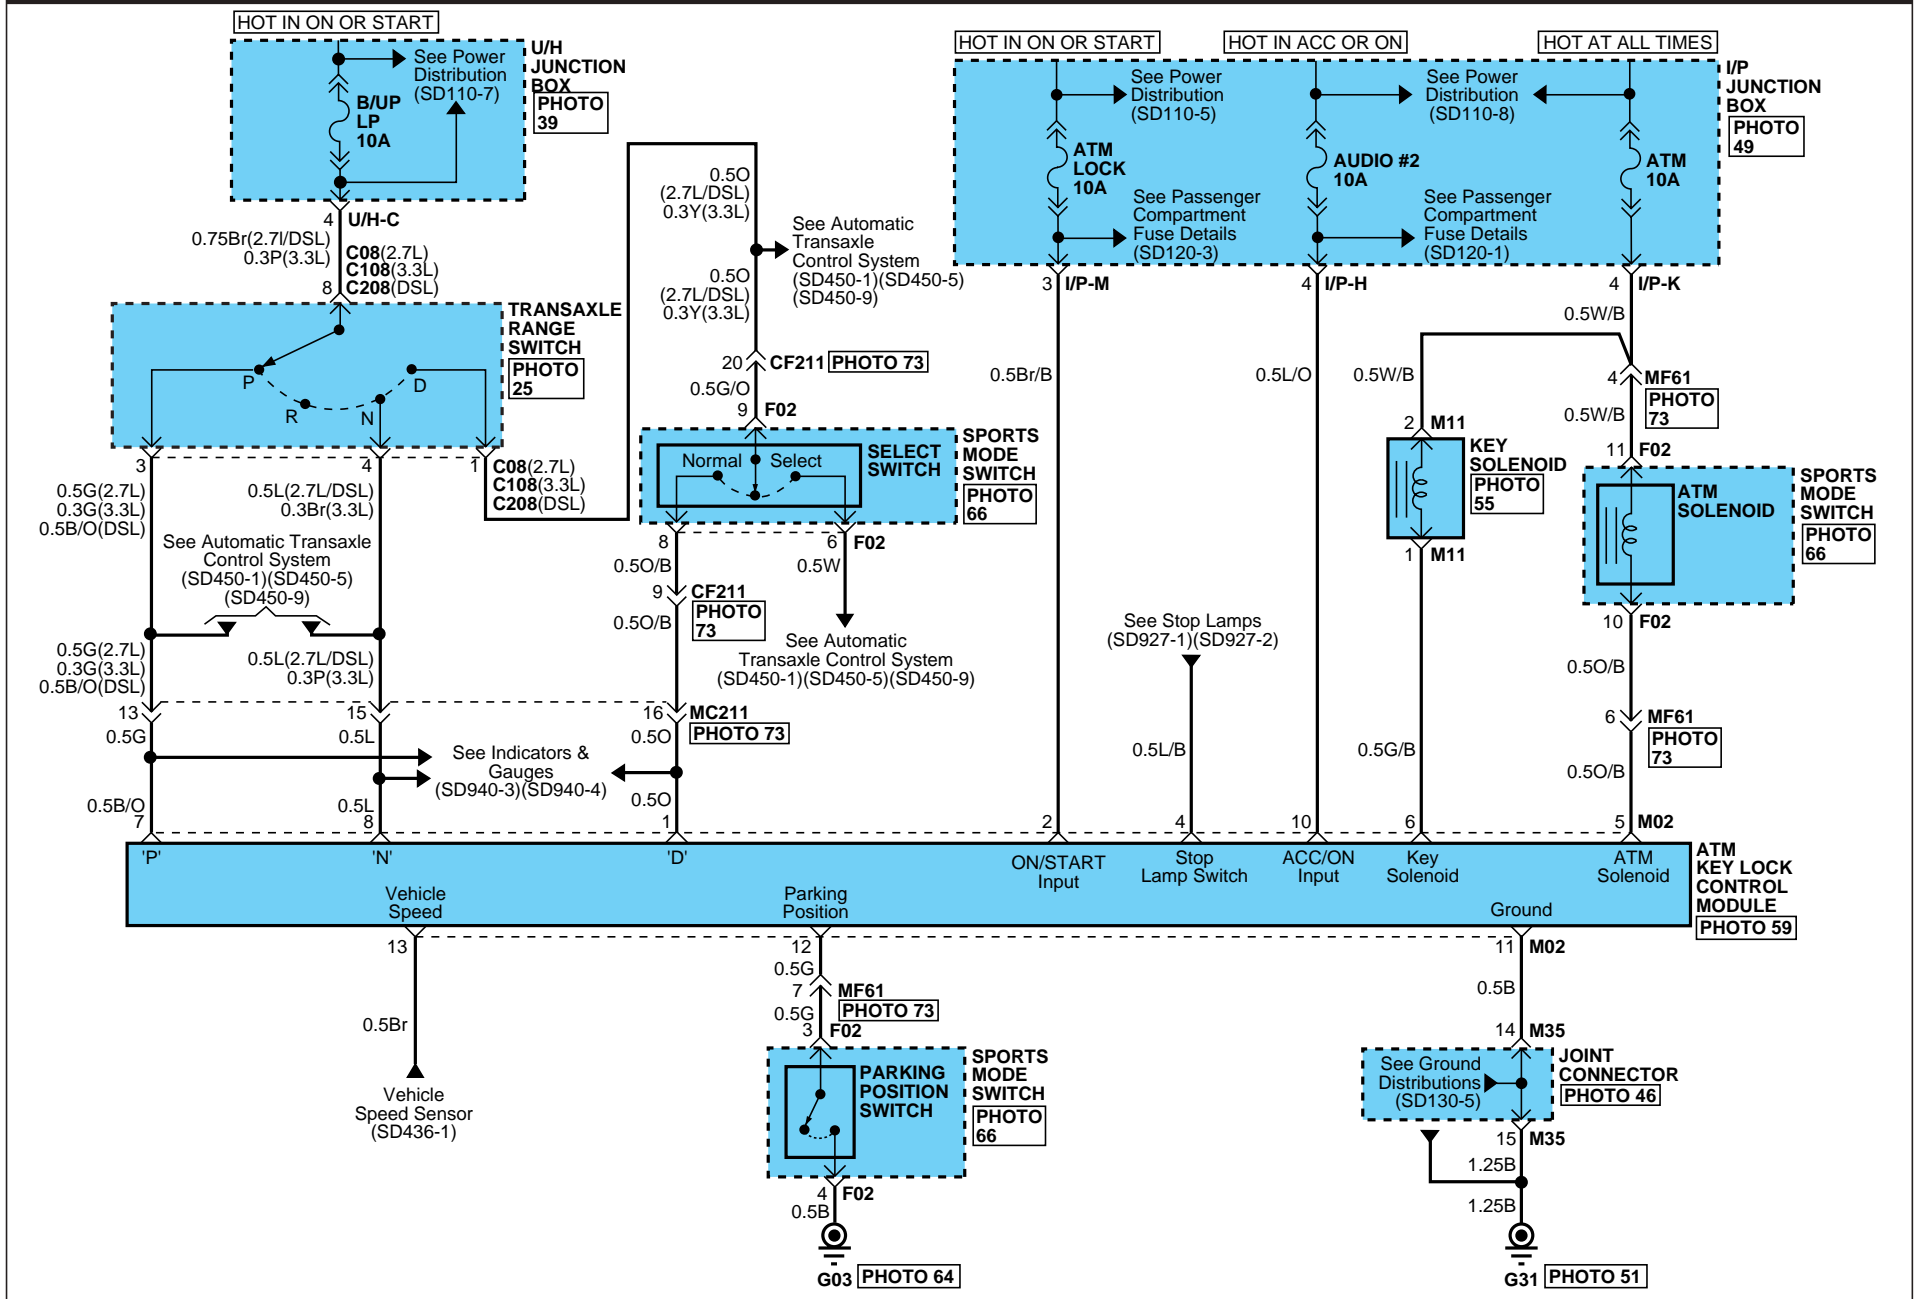 HOT IN ON OR START
U/H
JUNCTION
BOX
PHOTO
39
See Power
Distribution
(SD110-7)
B/UP
LP
10A
4
U/H-C
0.75Br(2.7l/DSL)
0.3P(3.3L)
C08(2.7L)
C108(3.3L)
C208(DSL)
8
TRANSAXLE
RANGE
SWITCH
PHOTO
25
P
R
N
D
3
4
1
C08(2.7L)
C108(3.3L)
C208(DSL)
0.5G(2.7L)
0.3G(3.3L)
0.5B/O(DSL)
0.5L(2.7L/DSL)
0.3Br(3.3L)
See Automatic Transaxle
Control System
(SD450-1)(SD450-5)
(SD450-9)
0.5G(2.7L)
0.3G(3.3L)
0.5B/O(DSL)
0.5L(2.7L/DSL)
0.3P(3.3L)
13
15
16
MC211
PHOTO 73
0.5G
0.5L
0.5O
See Indicators &
Gauges
(SD940-3)(SD940-4)
0.5B/O
0.5L
0.5O
7
8
1
0.5O
(2.7L/DSL)
0.3Y(3.3L)
See Automatic
Transaxle
Control System
(SD450-1)(SD450-5)
(SD450-9)
0.5O
(2.7L/DSL)
0.3Y(3.3L)
20
CF211
PHOTO 73
0.5G/O
9
F02
SPORTS
MODE
SWITCH
PHOTO
66
SELECT
SWITCH
Normal
Select
8
6
F02
0.5O/B
0.5W
9
CF211
PHOTO
73
0.5O/B
See Automatic
Transaxle Control System
(SD450-1)(SD450-5)(SD450-9)
HOT IN ON OR START
HOT IN ACC OR ON
HOT AT ALL TIMES
I/P
JUNCTION
BOX
PHOTO
49
See Power
Distribution
(SD110-5)
See Power
Distribution
(SD110-8)
ATM
LOCK
10A
AUDIO #2
10A
ATM
10A
See Passenger
Compartment
Fuse Details
(SD120-3)
See Passenger
Compartment
Fuse Details
(SD120-1)
3
I/P-M
4
I/P-H
4
I/P-K
0.5W/B
0.5Br/B
0.5L/O
0.5W/B
4
MF61
PHOTO
73
0.5W/B
2
M11
KEY
SOLENOID
PHOTO
55
1
M11
11
F02
ATM
SOLENOID
SPORTS
MODE
SWITCH
PHOTO
66
10
F02
See Stop Lamps
(SD927-1)(SD927-2)
0.5O/B
6
MF61
PHOTO
73
0.5L/B
0.5G/B
0.5O/B
2
4
10
6
5
M02
'P'
'N'
'D'
ON/START
Input
Stop
Lamp Switch
ACC/ON
Input
Key
Solenoid
ATM
Solenoid
ATM
KEY LOCK
CONTROL
MODULE
PHOTO 59
Vehicle
Speed
Parking
Position
Ground
13
12
11
M02
0.5Br
Vehicle
Speed Sensor
(SD436-1)
0.5G
7
MF61
PHOTO 73
0.5G
3
F02
PARKING
POSITION
SWITCH
SPORTS
MODE
SWITCH
PHOTO
66
4
F02
0.5B
G03
PHOTO 64
0.5B
14
M35
See Ground
Distributions
(SD130-5)
JOINT
CONNECTOR
PHOTO 46
15
M35
1.25B
1.25B
G31
PHOTO 51